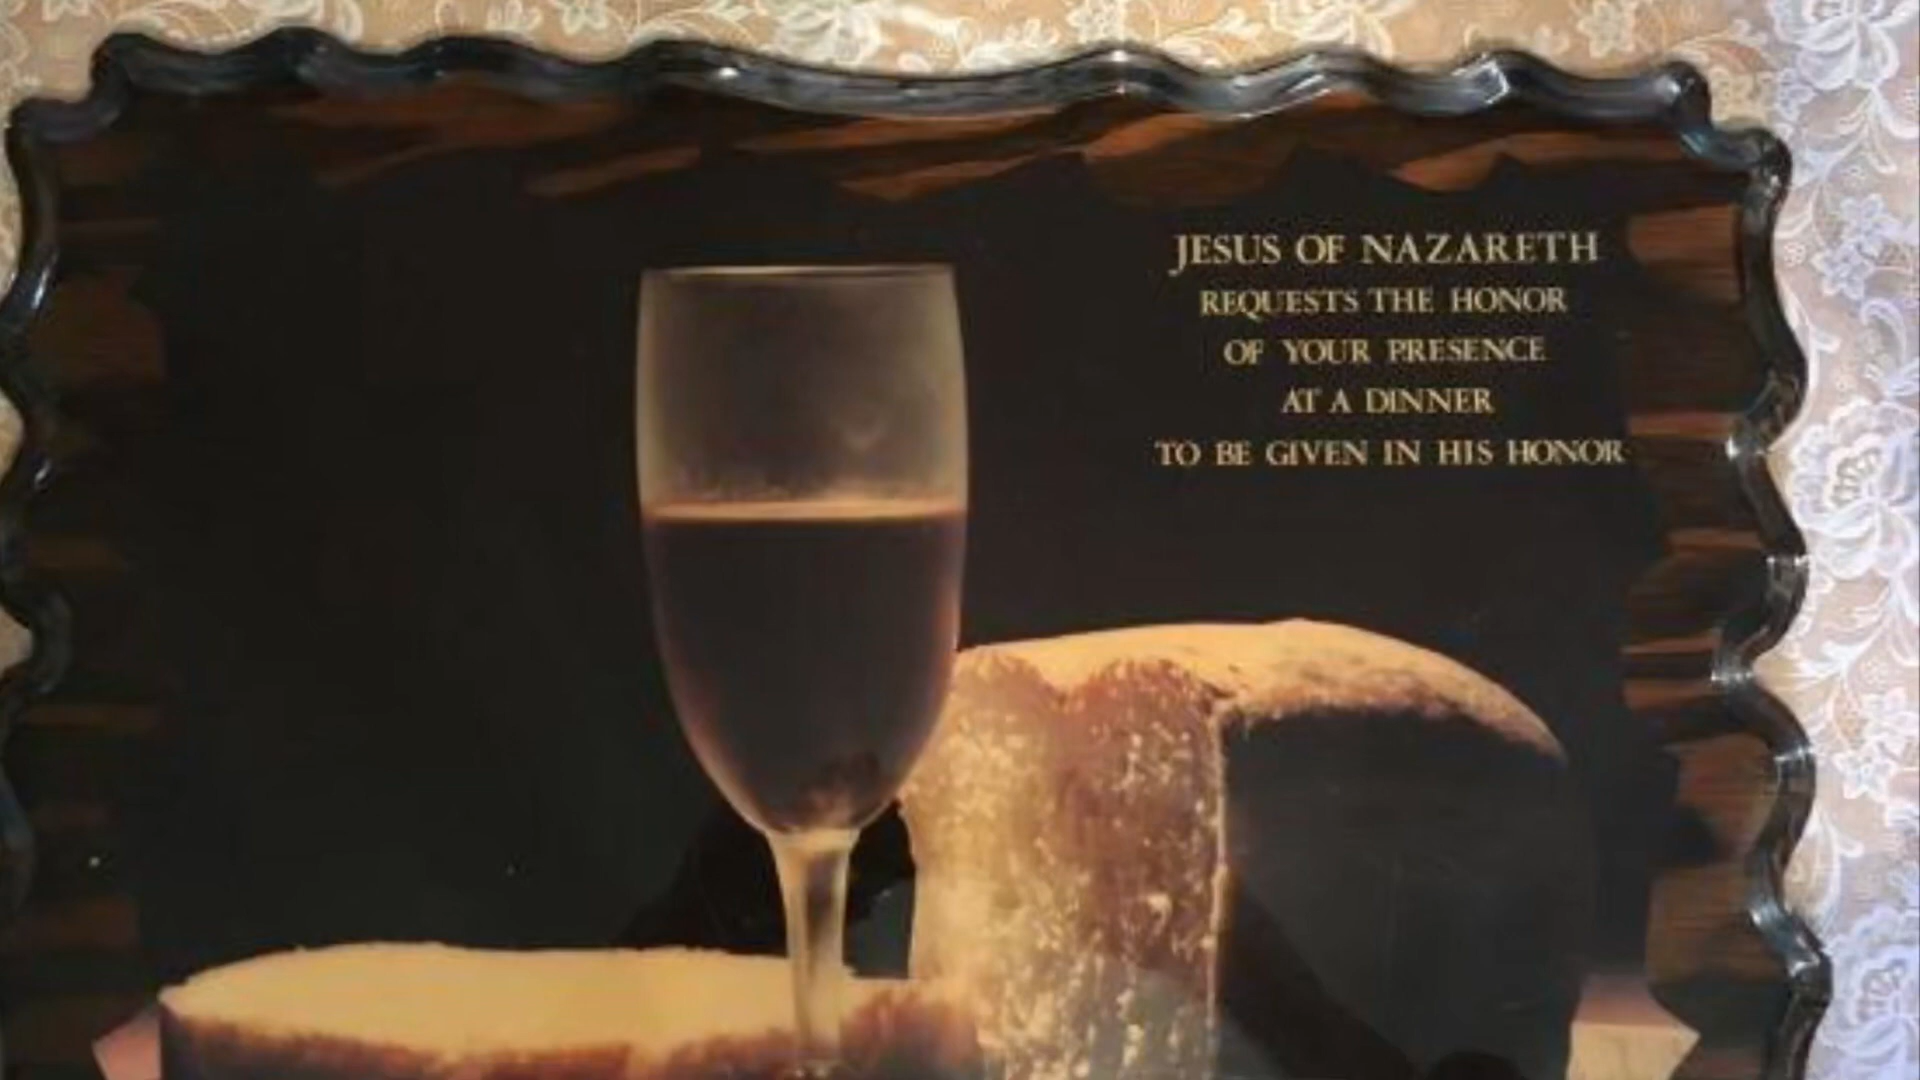 JESUS OF NAZARETH
REQUESTS THE HONOR
OF YOUR PRESENCE
AT A DINNER
TO BE GIVEN IN HIS HONOR